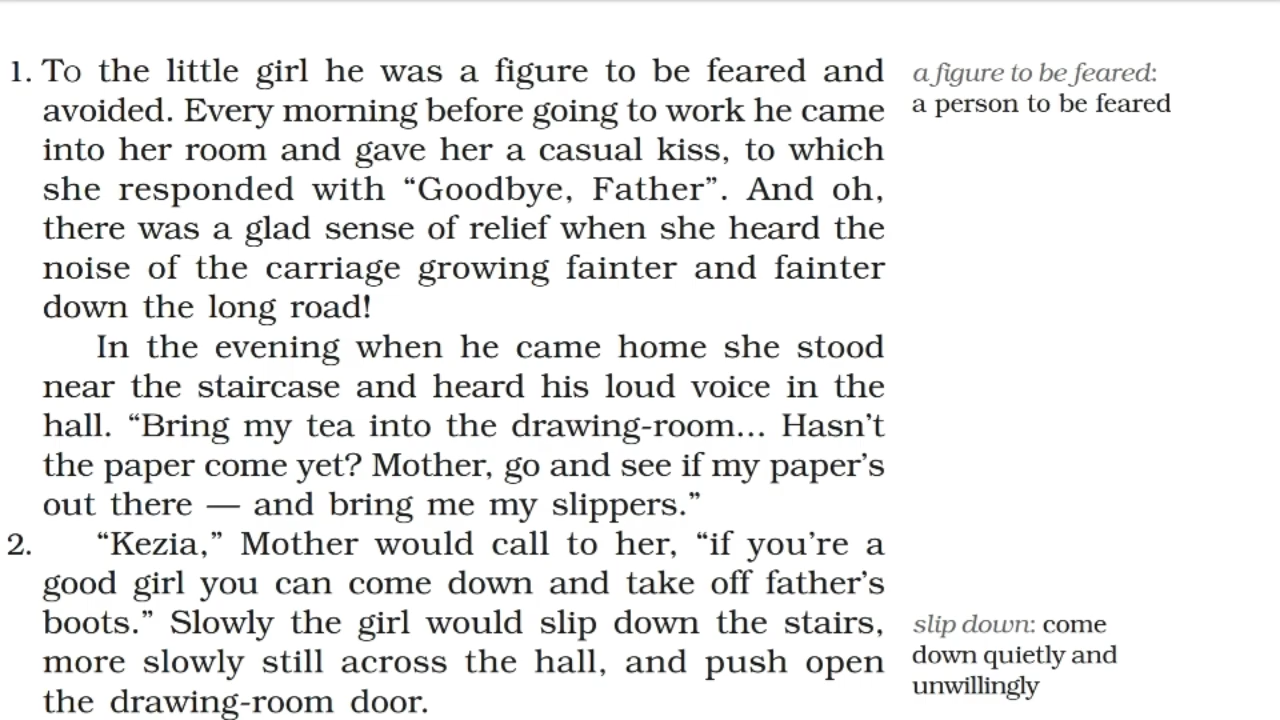 1. To the little girl he was a figure to be feared and
avoided. Every morning before going to work he came
into her room and gave her a casual kiss, to which
she responded with “Goodbye, Father”. And oh,
there was a glad sense of relief when she heard the
noise of the carriage growing fainter and fainter
down the long road!
In the evening when he came home she stood
near the staircase and heard his loud voice in the
hall. “Bring my tea into the drawing-room... Hasn’t
the paper come yet? Mother, go and see if my paper’s
out there — and bring me my slippers.”
2. “Kezia,” Mother would call to her, “if you’re a
good girl you can come down and take off father’s
boots.” Slowly the girl would slip down the stairs,
more slowly still across the hall, and push open
the drawing-room door.
a figure to be feared:
a person to be feared
slip down: come
down quietly and
unwillingly